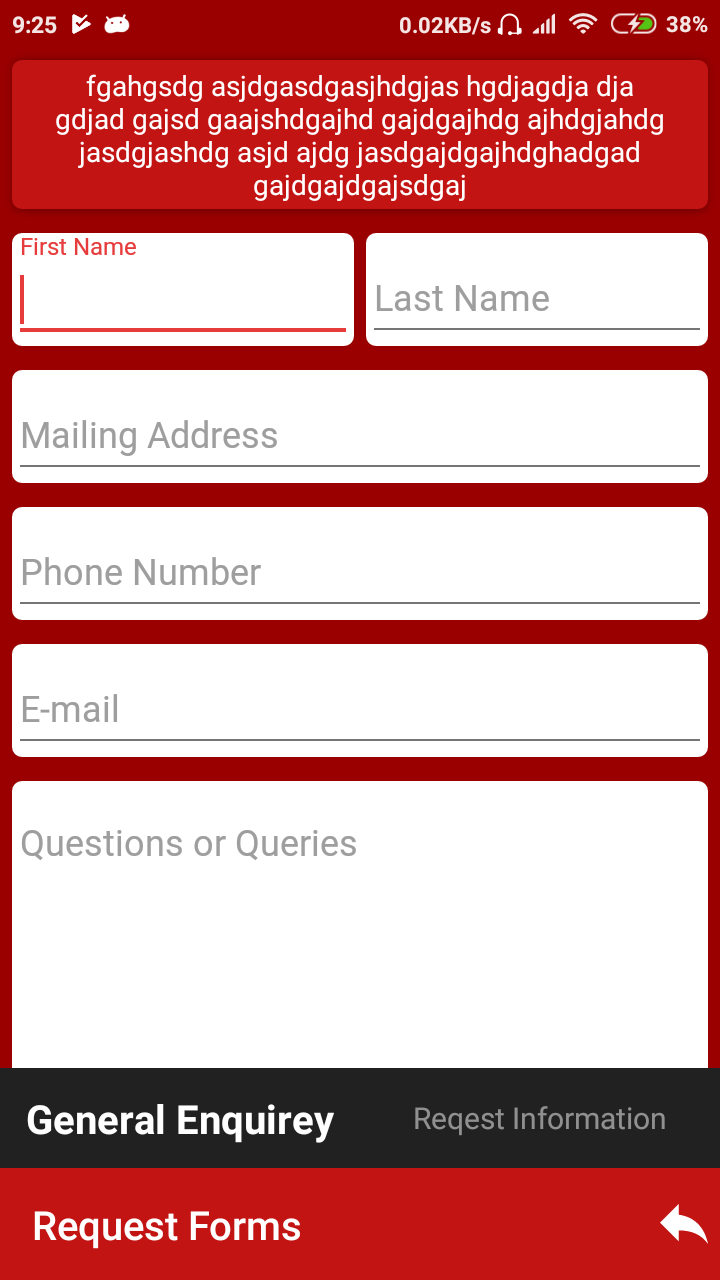 9:25 0.02KB/s 38%
fgahgsdg asjdgasdgasjhdgjas hgdjagdja dja
gdjad gajsd gaajshdgajhd gajdgajhdg ajhdgjahdg
jasdgjashdg asjd ajdg jasdgajdgajhdghadgad
gajdgajdgajsdgaj
First Name
Last Name
Mailing Address
Phone Number
E-mail
Questions or Queries
General Enquirey Reqest Information
Request Forms